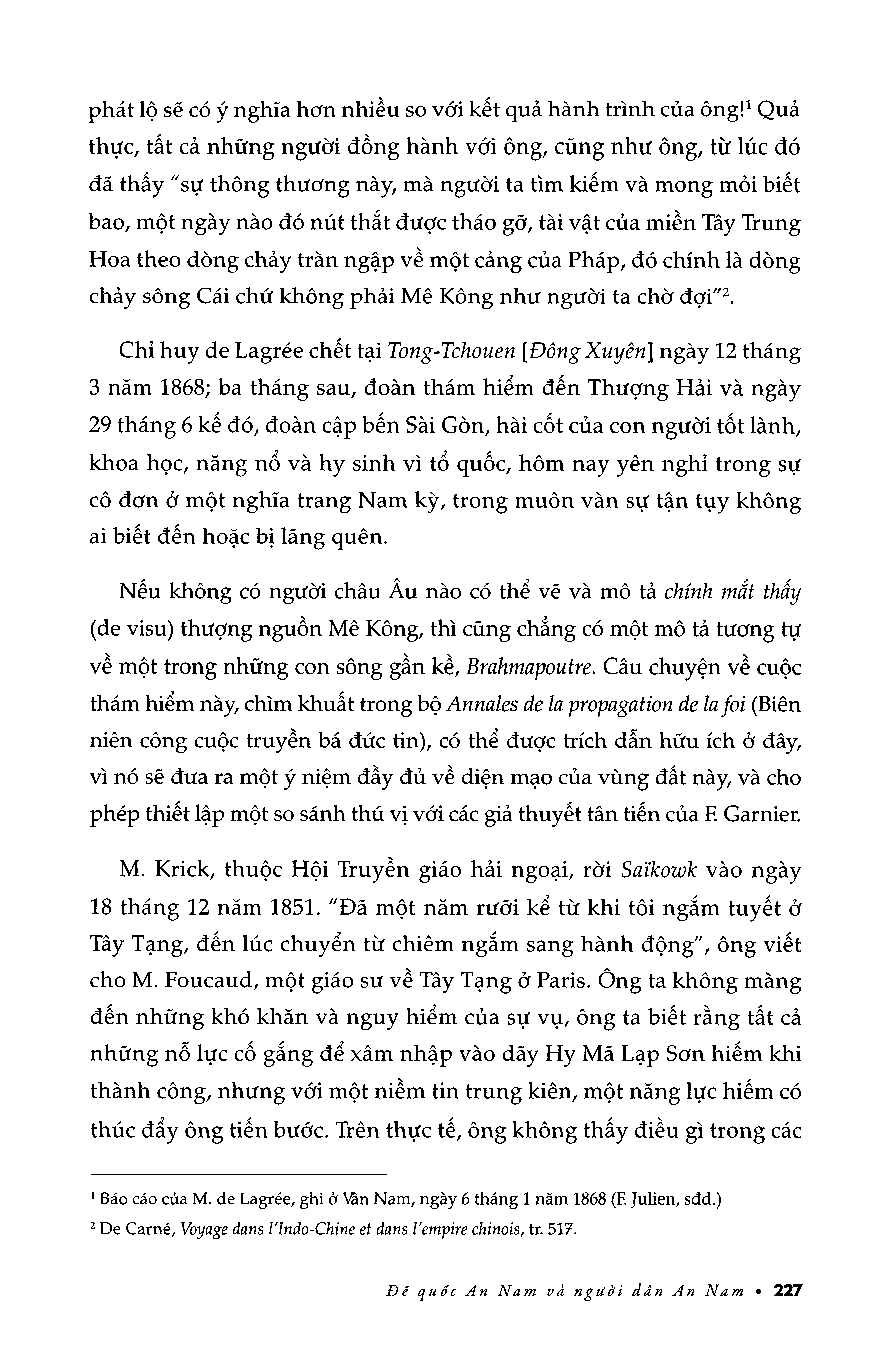 phát lộ sẽ có ý nghĩa hơn nhiều so với kết quả hành trình của ông!¹ Quả
thực, tất cả những người đồng hành với ông, cũng như ông, từ lúc đó
đã thấy "sự thông thương này, mà người ta tìm kiếm và mong mỏi biết
bao, một ngày nào đó nút thắt được tháo gỡ, tài vật của miền Tây Trung
Hoa theo dòng chảy tràn ngập về một cảng của Pháp, đó chính là dòng
chảy sông Cái chứ không phải Mê Kông như người ta chờ đợi"².
Chỉ huy de Lagrée chết tại Tong-Tchouen [Đông Xuyên] ngày 12 tháng
3 năm 1868; ba tháng sau, đoàn thám hiểm đến Thượng Hải và ngày
29 tháng 6 kế đó, đoàn cập bến Sài Gòn, hài cốt của con người tốt lành,
khoa học, năng nổ và hy sinh vì tổ quốc, hôm nay yên nghỉ trong sự
cô đơn ở một nghĩa trang Nam kỳ, trong muôn vàn sự tận tụy không
ai biết đến hoặc bị lãng quên.
Nếu không có người châu Âu nào có thể vẽ và mô tả chính mắt thấy
(de visu) thượng nguồn Mê Kông, thì cũng chẳng có một mô tả tương tự
về một trong những con sông gần kề, Brahmapoutre. Câu chuyện về cuộc
thám hiểm này, chìm khuất trong bộ Annales de la propagation de la foi (Biên
niên công cuộc truyền bá đức tin), có thể được trích dẫn hữu ích ở đây,
vì nó sẽ đưa ra một ý niệm đầy đủ về diện mạo của vùng đất này, và cho
phép thiết lập một so sánh thú vị với các giả thuyết tân tiến của F. Garnier.
M. Krick, thuộc Hội Truyền giáo hải ngoại, rời Saïkowk vào ngày
18 tháng 12 năm 1851. "Đã một năm rưỡi kể từ khi tôi ngắm tuyết ở
Tây Tạng, đến lúc chuyển từ chiêm ngắm sang hành động", ông viết
cho M. Foucaud, một giáo sư về Tây Tạng ở Paris. Ông ta không màng
đến những khó khăn và nguy hiểm của sự vụ, ông ta biết rằng tất cả
những nỗ lực cố gắng để xâm nhập vào dãy Hy Mã Lạp Sơn hiếm khi
thành công, nhưng với một niềm tin trung kiên, một năng lực hiếm có
thúc đẩy ông tiến bước. Trên thực tế, ông không thấy điều gì trong các
¹ Báo cáo của M. de Lagrée, ghi ở Vân Nam, ngày 6 tháng 1 năm 1868 (F. Julien, sđd.)
² De Carné, Voyage dans l'Indo-Chine et dans l'empire chinois, tr. 517.
Đế quốc An Nam và người dân An Nam • 227